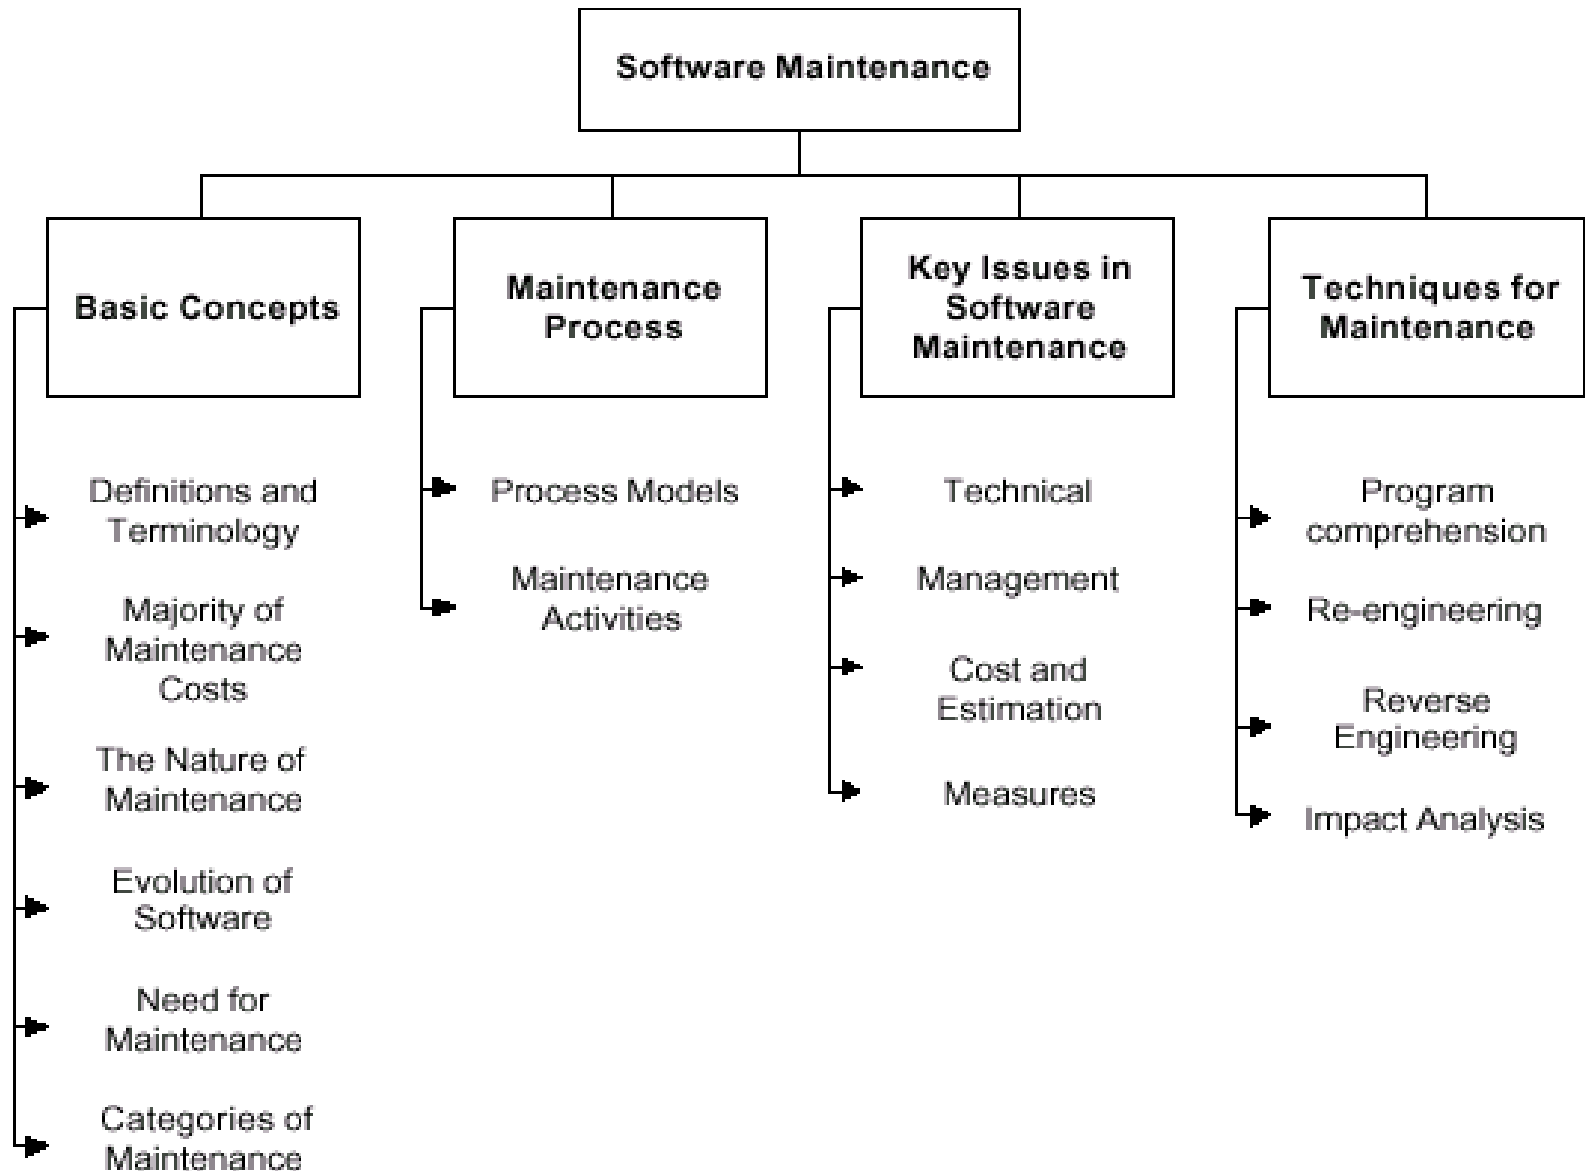 Software Maintenance
Basic Concepts
Definitions and
Terminology
Majority of
Maintenance
Costs
The Nature of
Maintenance
Evolution of
Software
Need for
Maintenance
Categories of
Maintenance
Maintenance
Process
Process Models
Maintenance
Activities
Key Issues in
Software
Maintenance
Technical
Management
Cost and
Estimation
Measures
Techniques for
Maintenance
Program
comprehension
Re-engineering
Reverse
Engineering
Impact Analysis